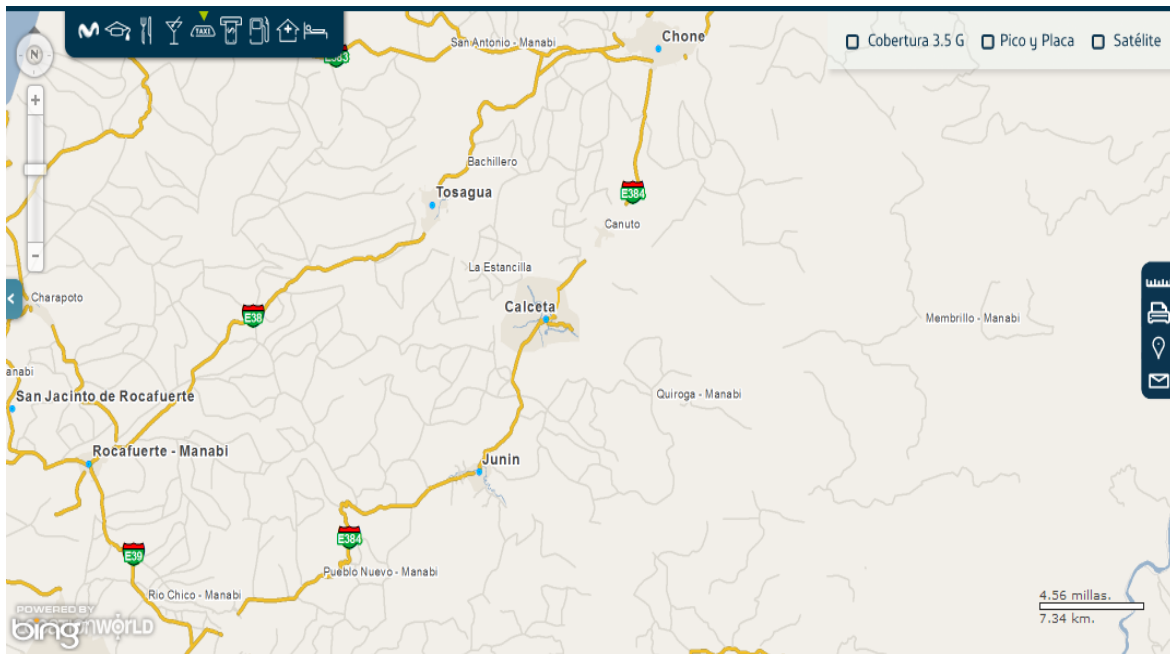 N
TAXI
San Antonio - Manabi
Chone
Cobertura 3.5 G
Pico y Placa
Satélite
E383
Bachillero
Tosagua
E384
Canuto
La Estancilla
Charapoto
E38
Calceta
Membrillo - Manabi
anabi
San Jacinto de Rocafuerte
Quiroga - Manabi
Rocafuerte - Manabi
Junin
E384
E39
Pueblo Nuevo - Manabi
Rio Chico - Manabi
4.56 millas.
7.34 km.
POWERED BY
bing
WORLD